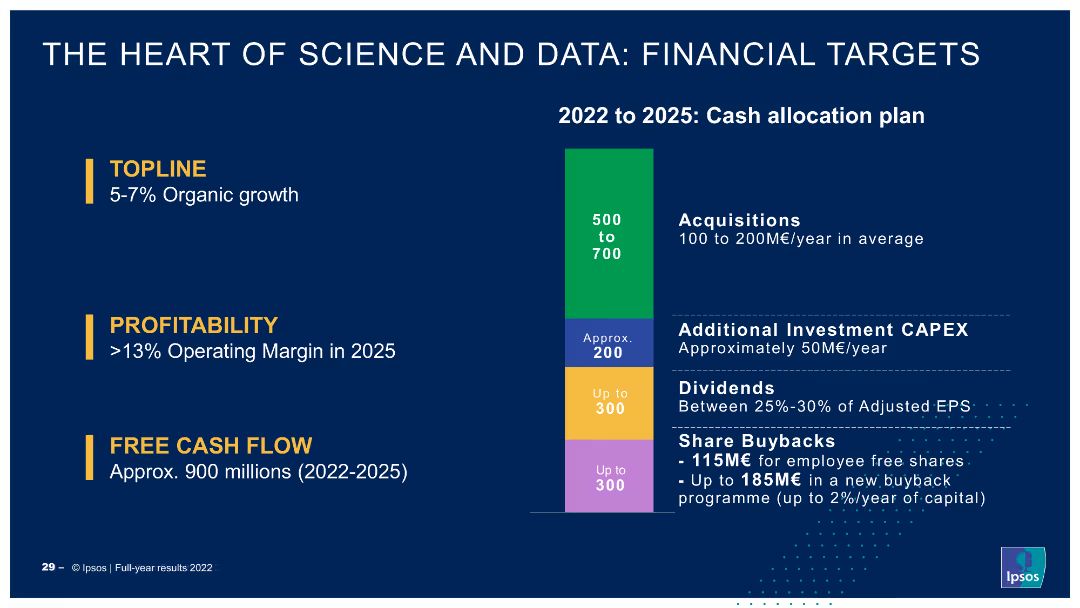 THE HEART OF SCIENCE AND DATA: FINANCIAL TARGETS
2022 to 2025: Cash allocation plan
TOPLINE
5-7% Organic growth
PROFITABILITY
>13% Operating Margin in 2025
FREE CASH FLOW
Approx. 900 millions (2022-2025)
500
to
700
Acquisitions
100 to 200M€/year in average
Approx.
200
Additional Investment CAPEX
Approximately 50M€/year
Up to
300
Dividends
Between 25%-30% of Adjusted EPS
Up to
300
Share Buybacks
- 115M€ for employee free shares
- Up to 185M€ in a new buyback
programme (up to 2%/year of capital)
29 – © Ipsos | Full-year results 2022
Ipsos